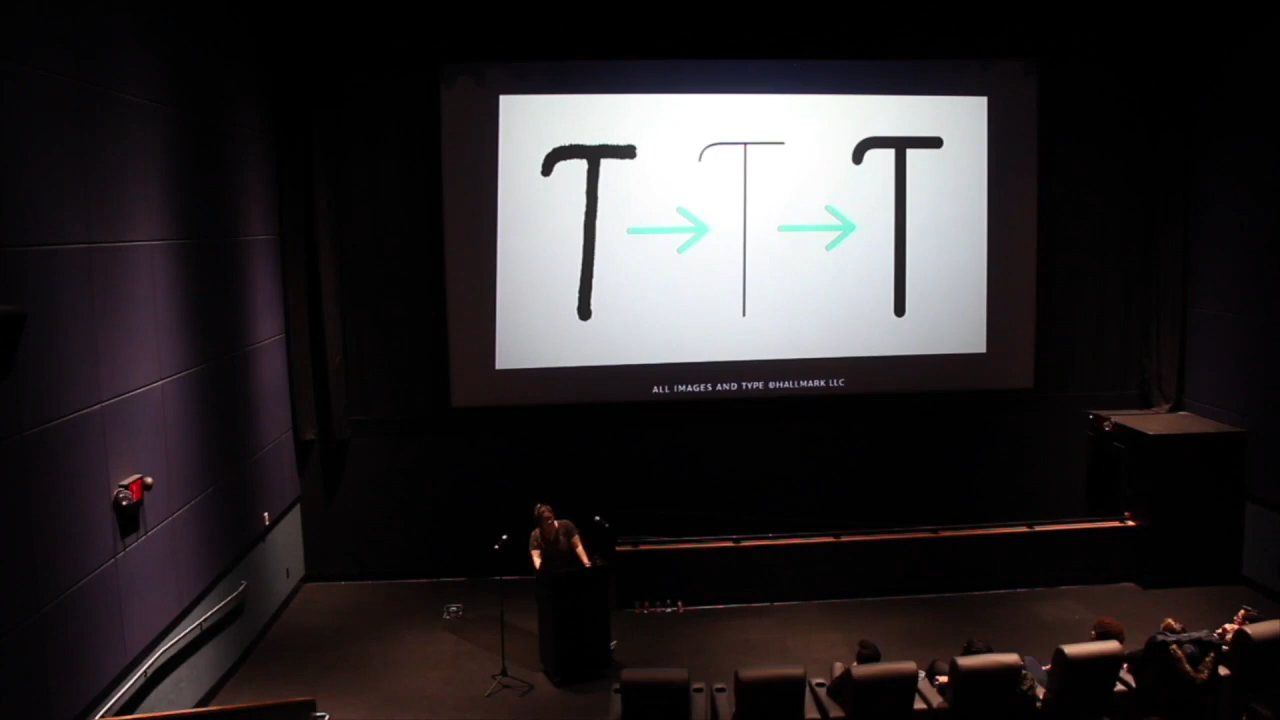 T → T → T
ALL IMAGES AND TYPE ©HALLMARK LLC